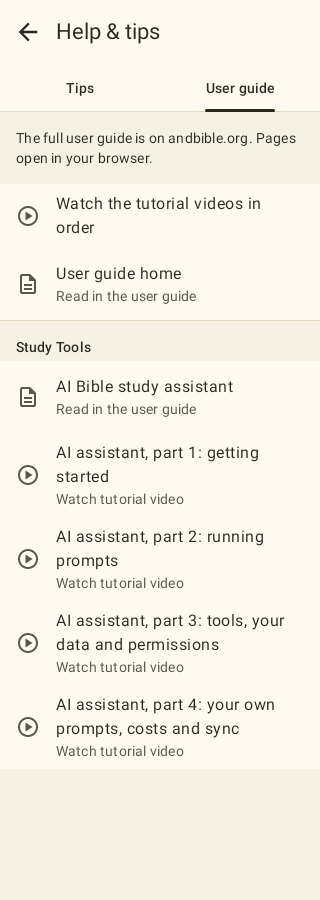 Help & tips
Tips
User guide
The full user guide is on andbible.org. Pages
open in your browser.
Watch the tutorial videos in
order
User guide home
Read in the user guide
Study Tools
AI Bible study assistant
Read in the user guide
AI assistant, part 1: getting
started
Watch tutorial video
AI assistant, part 2: running
prompts
Watch tutorial video
AI assistant, part 3: tools, your
data and permissions
Watch tutorial video
AI assistant, part 4: your own
prompts, costs and sync
Watch tutorial video